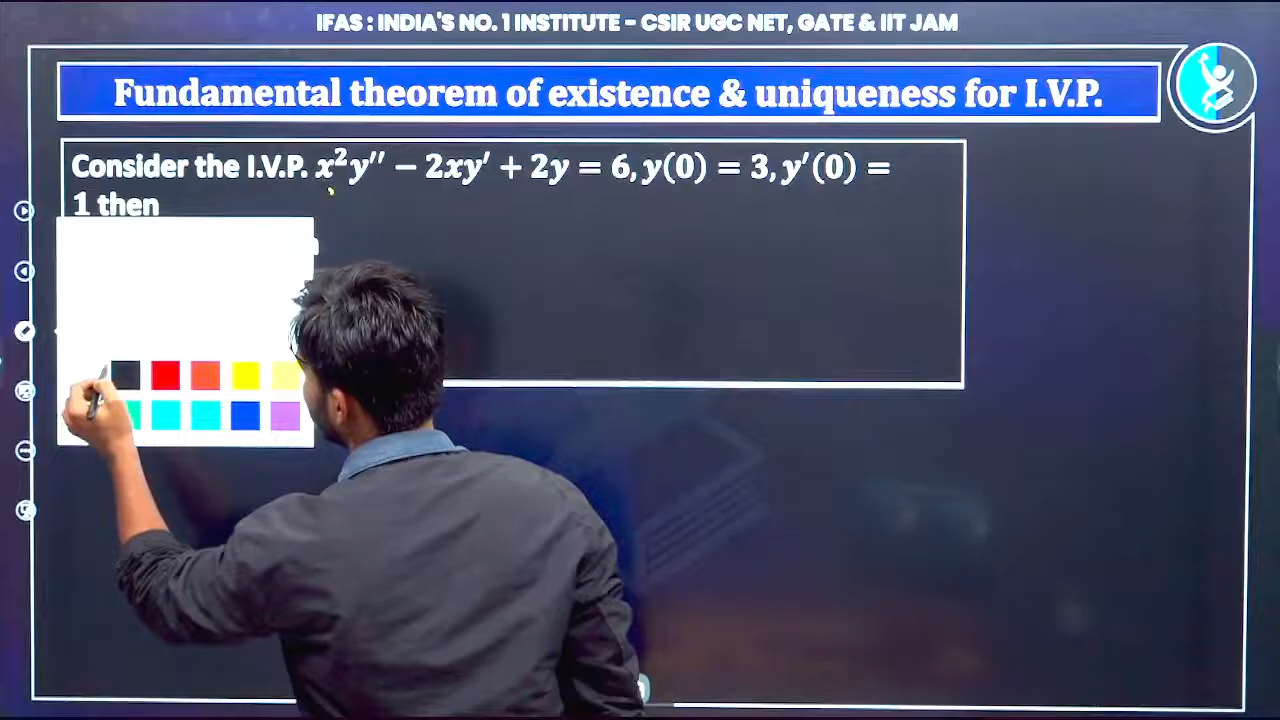 IFAS : INDIA'S NO. 1 INSTITUTE – CSIR UGC NET, GATE & IIT JAM
Fundamental theorem of existence & uniqueness for I.V.P.
Consider the I.V.P. x²y′′ − 2xy′ + 2y = 6, y(0) = 3, y′(0) =
1 then